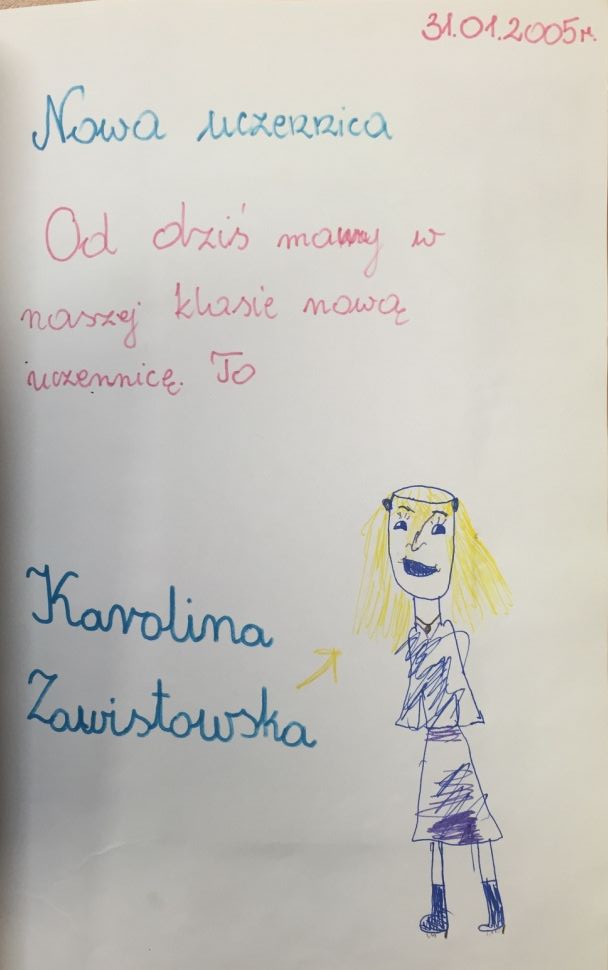 31.01.2005r.
Nowa uczennica
Od dziś mamy w
naszej klasie nową
uczennicę. To
Karolina
Zawistowska